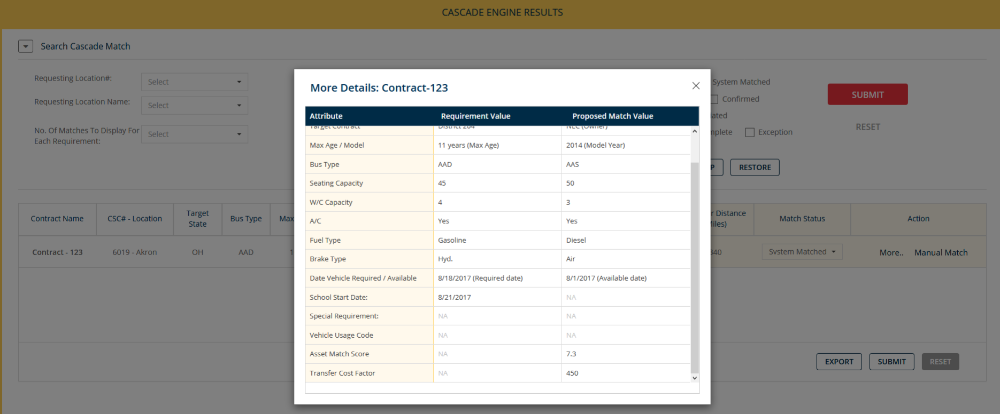 CASCADE ENGINE RESULTS
Search Cascade Match
Requesting Location#:
Select
Requesting Location Name:
Select
No. Of Matches To Display For
Each Requirement:
Select
System Matched
Confirmed
iated
mplete
Exception
SUBMIT
RESET
P
RESTORE
More Details: Contract-123
Attribute Requirement Value Proposed Match Value
Target Contract District 204 NLC (Owner)
Max Age / Model 11 years (Max Age) 2014 (Model Year)
Bus Type AAD AAS
Seating Capacity 45 50
W/C Capacity 4 3
A/C Yes Yes
Fuel Type Gasoline Diesel
Brake Type Hyd. Air
Date Vehicle Required / Available 8/18/2017 (Required date) 8/1/2017 (Available date)
School Start Date: 8/21/2017 NA
Special Requirement: NA NA
Vehicle Usage Code NA NA
Asset Match Score NA 7.3
Transfer Cost Factor NA 450
Contract Name
CSC# - Location
Target
State
Bus Type
Max
r Distance
Miles)
Match Status
Action
Contract - 123 6019 - Akron OH AAD 1 340 System Matched More.. Manual Match
EXPORT SUBMIT RESET